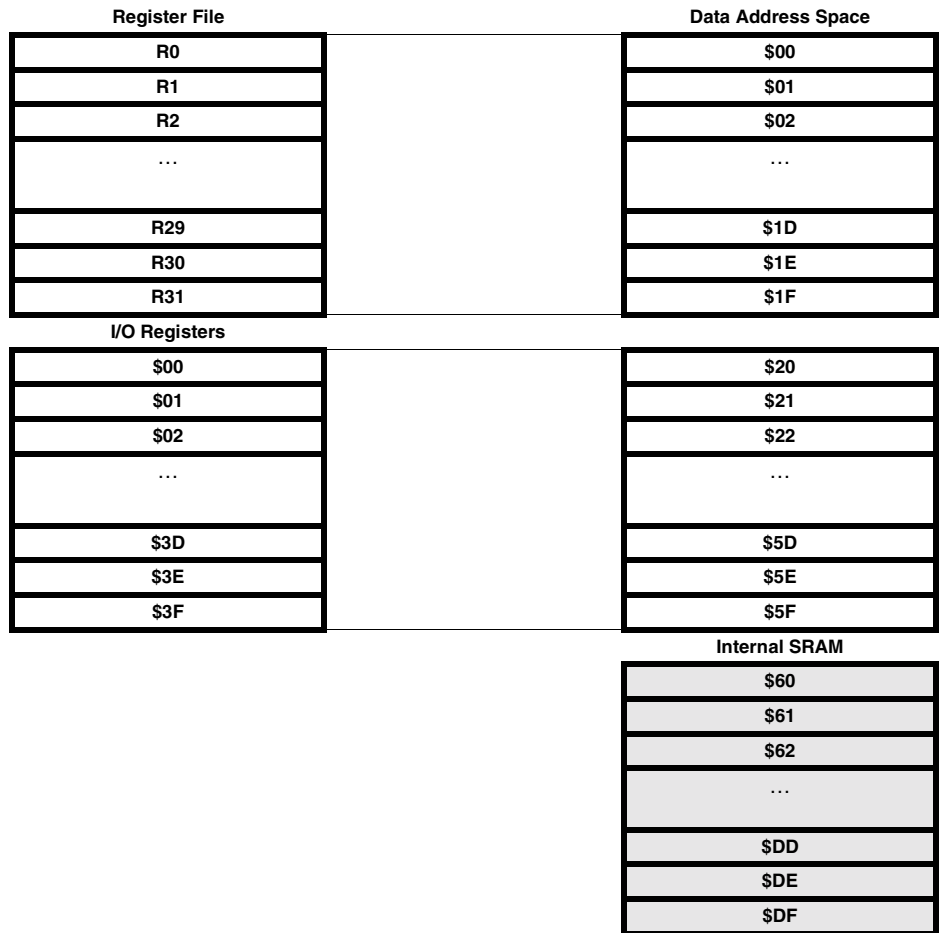 Register File
Data Address Space
R0
$00
R1
$01
R2
$02
...
...
R29
$1D
R30
$1E
R31
$1F
I/O Registers
$00
$20
$01
$21
$02
$22
...
...
$3D
$5D
$3E
$5E
$3F
$5F
Internal SRAM
$60
$61
$62
...
$DD
$DE
$DF